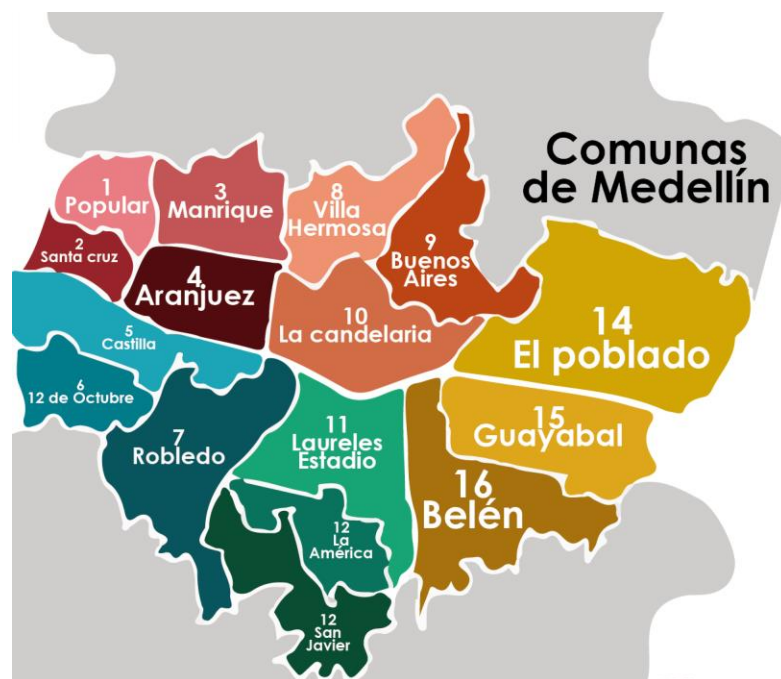 Comunas
de Medellín
1
Popular
2
Santa cruz
3
Manrique
4
Aranjuez
5
Castilla
6
12 de Octubre
7
Robledo
8
Villa
Hermosa
9
Buenos
Aires
10
La candelaria
11
Laureles
Estadio
12
La
América
12
San
Javier
14
El poblado
15
Guayabal
16
Belén